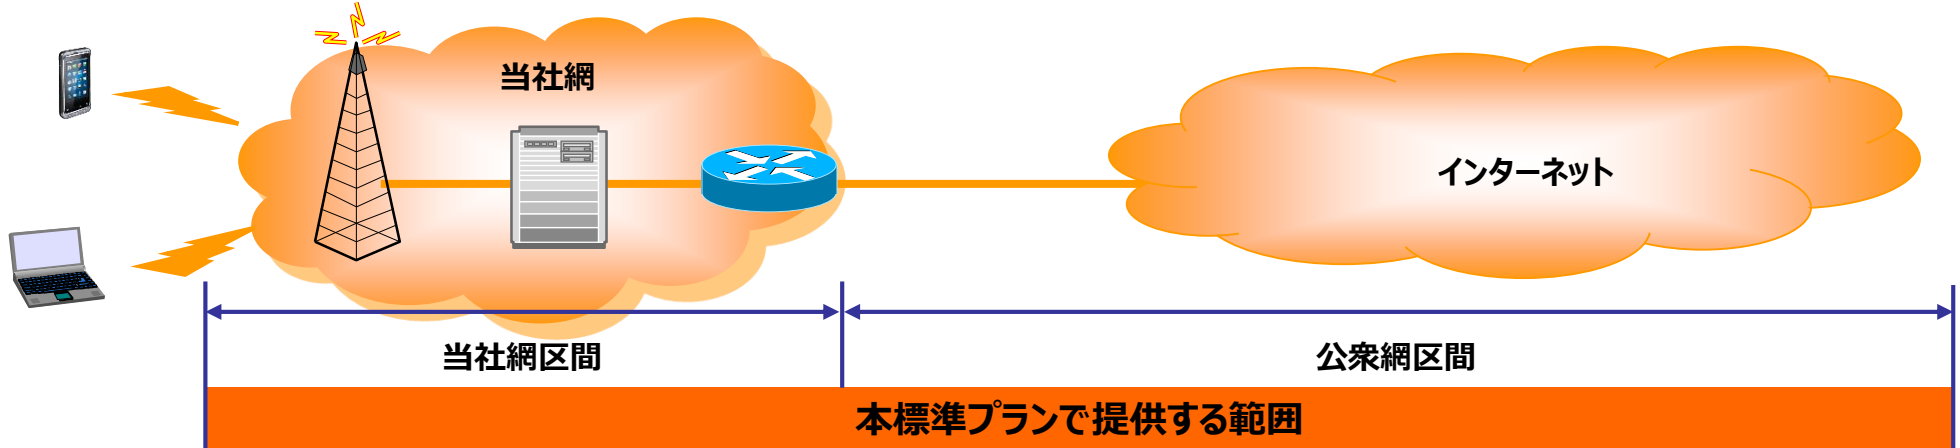 当社網
インターネット
当社網区間
公衆網区間
本標準プランで提供する範囲